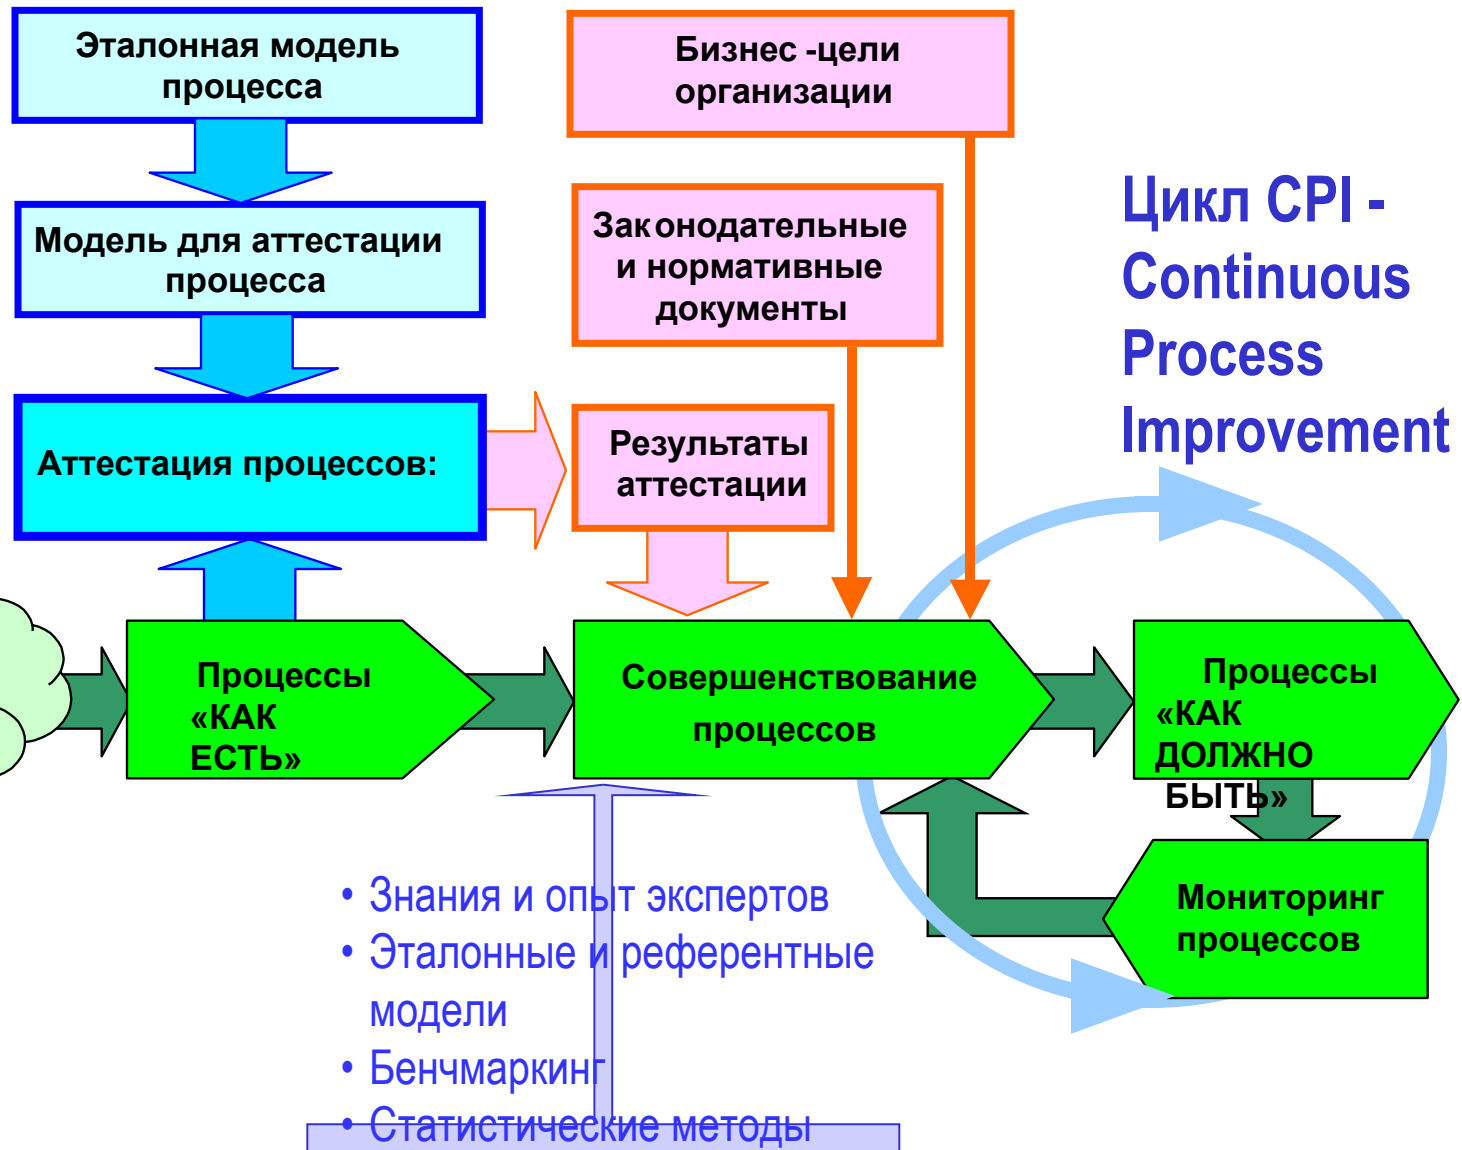 Эталонная модель
процесса
Бизнес -цели
организации
Модель для аттестации
процесса
Законодательные
и нормативные
документы
Цикл CPI -
Continuous
Process
Improvement
Аттестация процессов:
Результаты
аттестации
Процессы
«КАК
ЕСТЬ»
Совершенствование
процессов
Процессы
«КАК
ДОЛЖНО
БЫТЬ»
Мониторинг
процессов
• Знания и опыт экспертов
• Эталонные и референтные
модели
• Бенчмаркинг
• Статистические методы